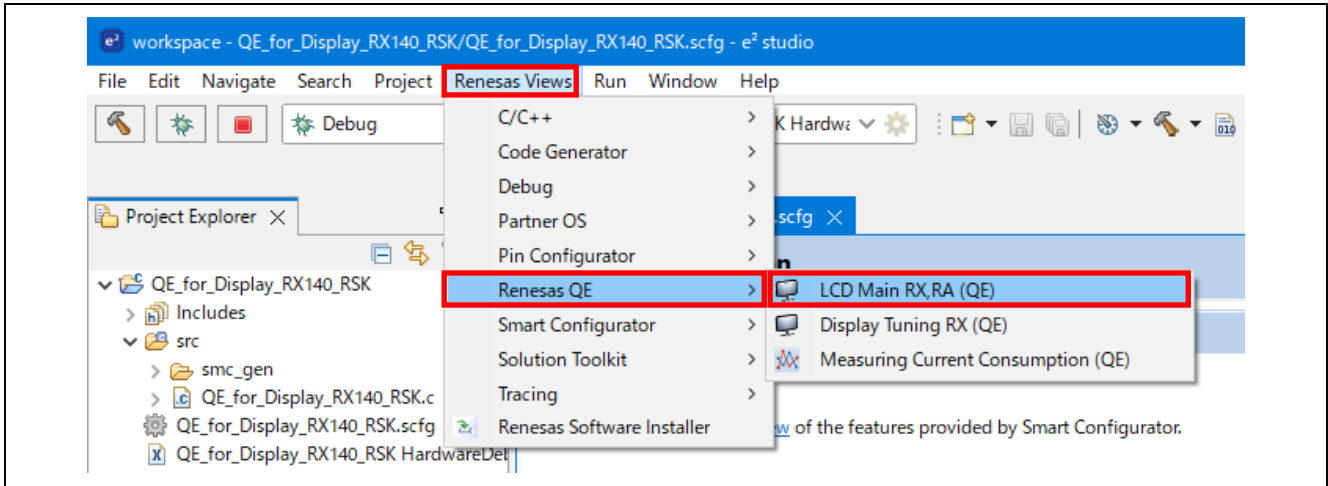 workspace - QE_for_Display_RX140_RSK/QE_for_Display_RX140_RSK.scfg - e² studio
File Edit Navigate Search Project Renesas Views Run Window Help
Debug
C/C++
K Hardwa
Code Generator
Debug
Project Explorer
Partner OS
.scfg
Pin Configurator
QE_for_Display_RX140_RSK
Renesas QE
LCD Main RX,RA (QE)
Includes
Smart Configurator
Display Tuning RX (QE)
src
Solution Toolkit
Measuring Current Consumption (QE)
smc_gen
Tracing
QE_for_Display_RX140_RSK.c
QE_for_Display_RX140_RSK.scfg
Renesas Software Installer
ew of the features provided by Smart Configurator.
QE_for_Display_RX140_RSK HardwareDeb